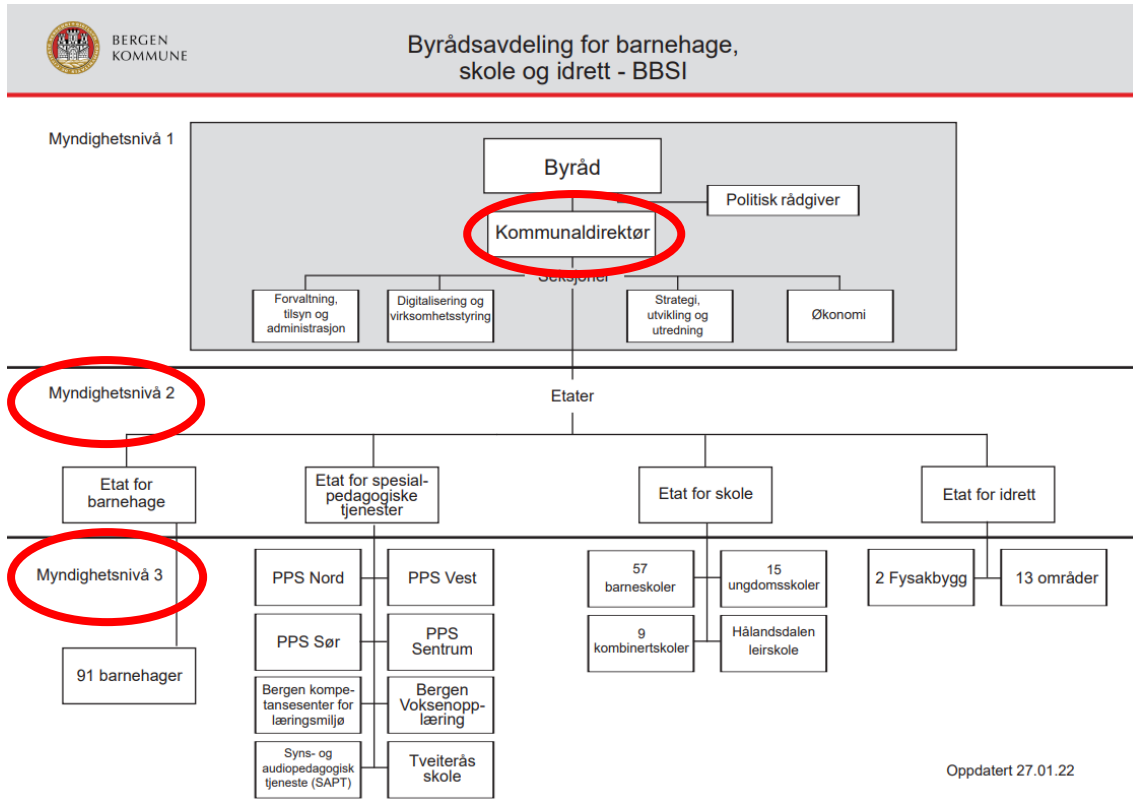 BERGEN
KOMMUNE
Byrådsavdeling for barnehage,
skole og idrett - BBSI
Myndighetsnivå 1
Byråd
Politisk rådgiver
Kommunaldirektør
Seksjoner
Forvaltning,
tilsyn og
administrasjon
Digitalisering og
virksomhetsstyring
Strategi,
utvikling og
utredning
Økonomi
Myndighetsnivå 2
Etater
Etat for
barnehage
Etat for spesial-
pedagogiske
tjenester
Etat for skole
Etat for idrett
Myndighetsnivå 3
91 barnehager
PPS Nord
PPS Vest
PPS Sør
PPS
Sentrum
Bergen kompe-
tansesenter for
læringsmiljø
Bergen
Voksenopp-
læring
Syns- og
audiopedagogisk
tjeneste (SAPT)
Tveiterås
skole
57
barneskoler
15
ungdomsskoler
9
kombinertskoler
Hålandsdalen
leirskole
2 Fysakbygg
13 områder
Oppdatert 27.01.22